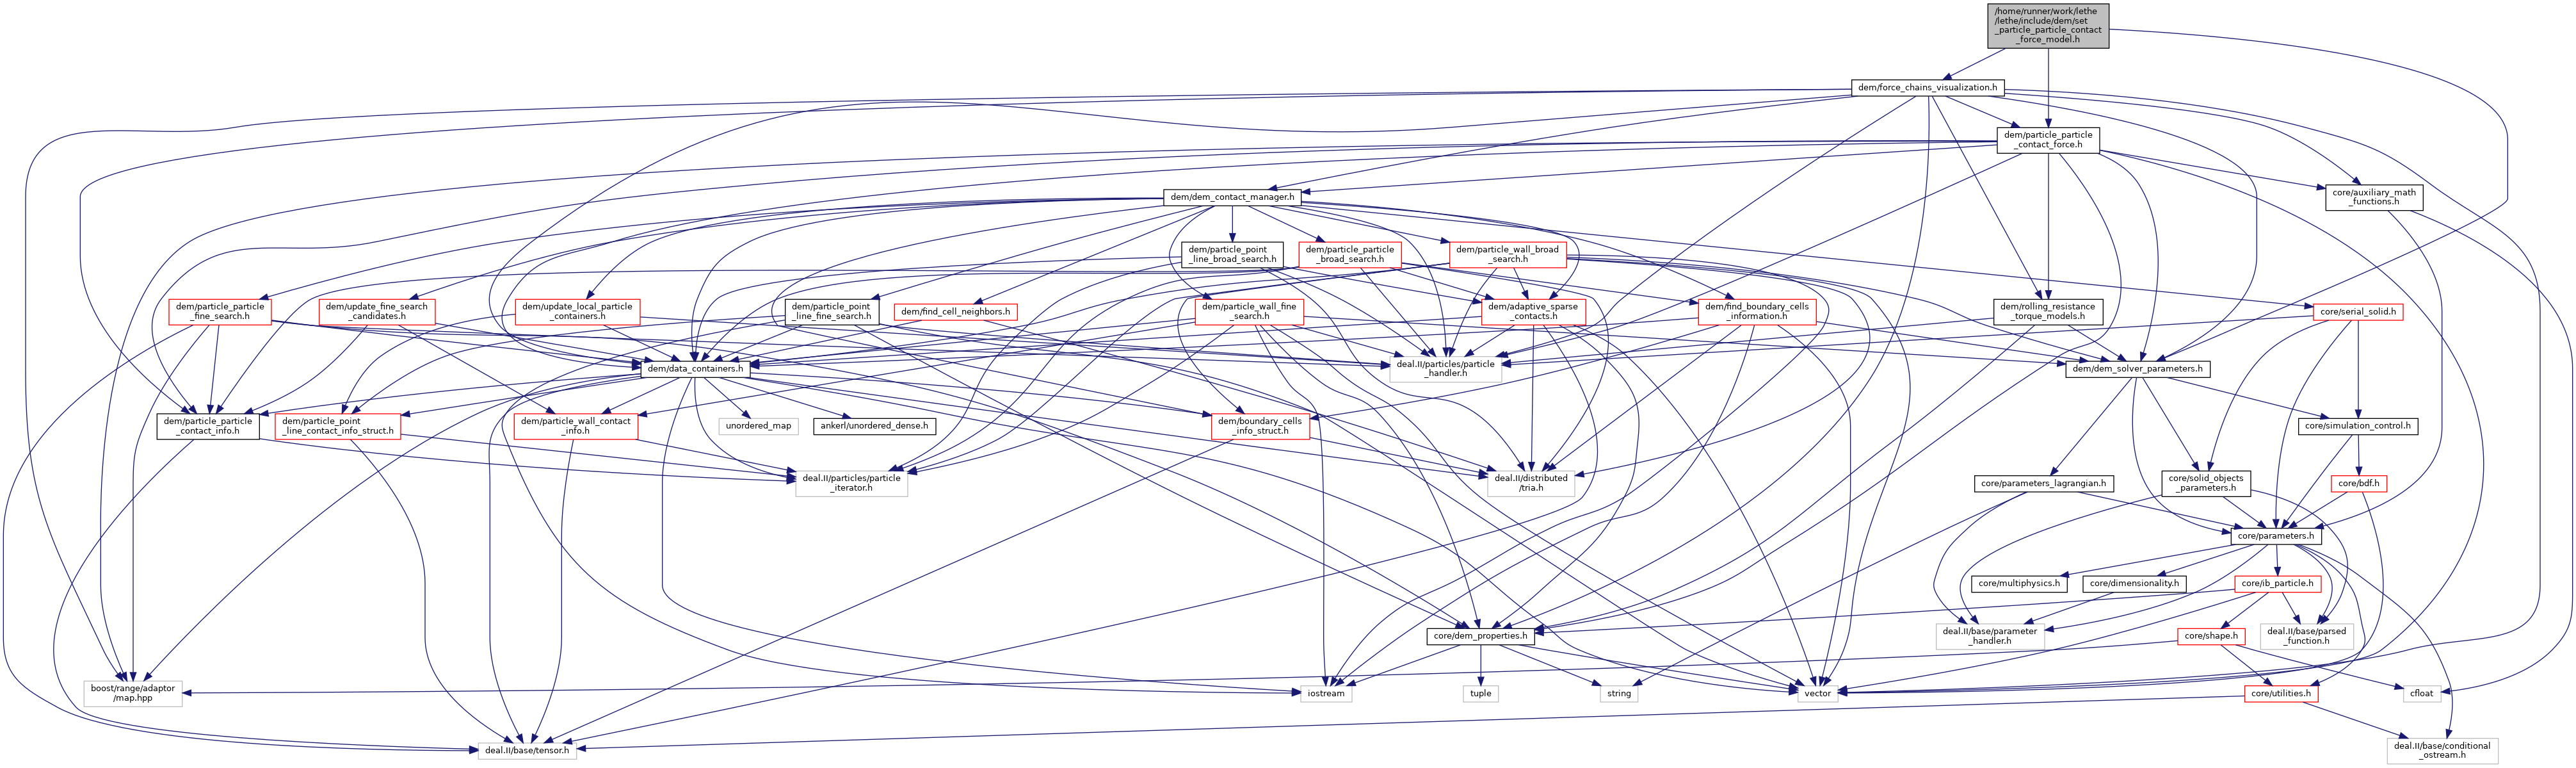 /home/runner/work/lethe
/lethe/include/dem/set
_particle_particle_contact
_force_model.h
dem/force_chains_visualization.h
dem/particle_particle
_contact_force.h
dem/dem_contact_manager.h
core/auxiliary_math
_functions.h
dem/particle_point
_line_broad_search.h
dem/particle_particle
_broad_search.h
dem/particle_wall_broad
_search.h
dem/particle_particle
_fine_search.h
dem/update_fine_search
_candidates.h
dem/update_local_particle
_containers.h
dem/particle_point
_line_fine_search.h
dem/find_cell_neighbors.h
dem/particle_wall_fine
_search.h
dem/adaptive_sparse
_contacts.h
dem/find_boundary_cells
_information.h
dem/rolling_resistance
_torque_models.h
core/serial_solid.h
dem/data_containers.h
deal.II/particles/particle
_handler.h
dem/dem_solver_parameters.h
dem/particle_particle
_contact_info.h
dem/particle_point
_line_contact_info_struct.h
dem/particle_wall_contact
_info.h
unordered_map
ankerl/unordered_dense.h
dem/boundary_cells
_info_struct.h
core/simulation_control.h
deal.II/particles/particle
_iterator.h
deal.II/distributed
/tria.h
core/parameters_lagrangian.h
core/solid_objects
_parameters.h
core/bdf.h
core/parameters.h
core/multiphysics.h
core/dimensionality.h
core/ib_particle.h
core/dem_properties.h
deal.II/base/parameter
_handler.h
deal.II/base/parsed
_function.h
core/shape.h
boost/range/adaptor
/map.hpp
iostream
tuple
string
vector
core/utilities.h
cfloat
deal.II/base/tensor.h
deal.II/base/conditional
_ostream.h